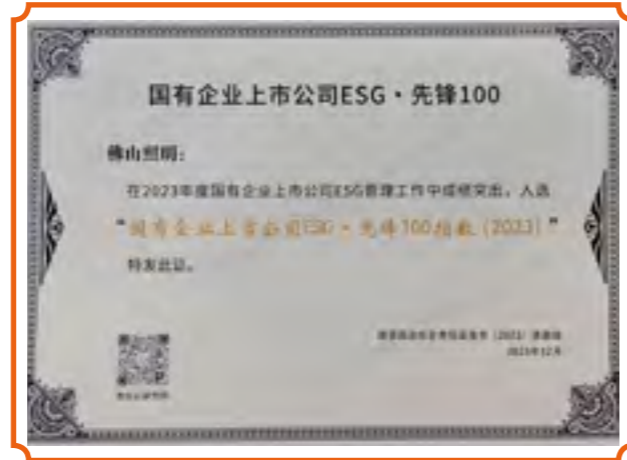 国有企业上市公司ESG·先锋100
佛山照明：
在2023年度国有企业上市公司ESG管理工作中成绩突出，入选
“国有企业上市公司ESG·先锋100指数（2023）”
特发此证。
2023年12月